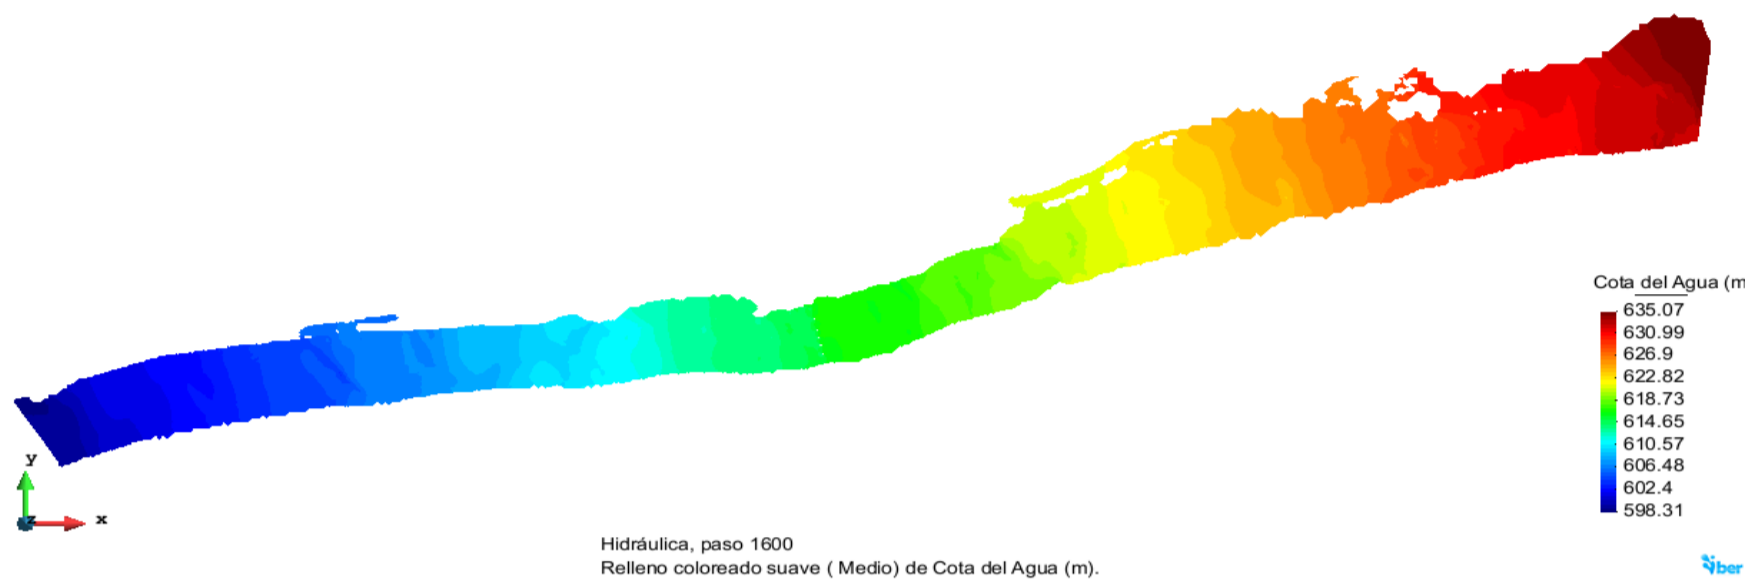 Cota del Agua (m
635.07
630.99
626.9
622.82
618.73
614.65
610.57
606.48
602.4
598.31
y
z
x
Hidráulica, paso 1600
Relleno coloreado suave ( Medio) de Cota del Agua (m).
iber